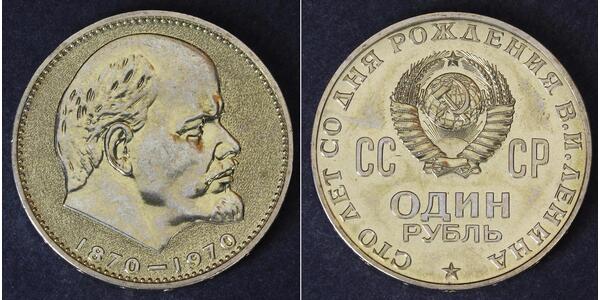 1870–1970
СТО ЛЕТ СО ДНЯ РОЖДЕНИЯ В.И.ЛЕНИНА
СС СР
ОДИН
РУБЛЬ